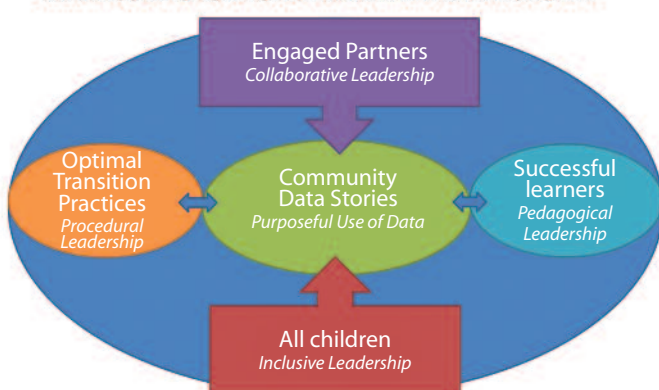 Engaged Partners
Collaborative Leadership
Optimal
Transition
Practices
Procedural
Leadership
Community
Data Stories
Purposeful Use of Data
Successful
learners
Pedagogical
Leadership
All children
Inclusive Leadership